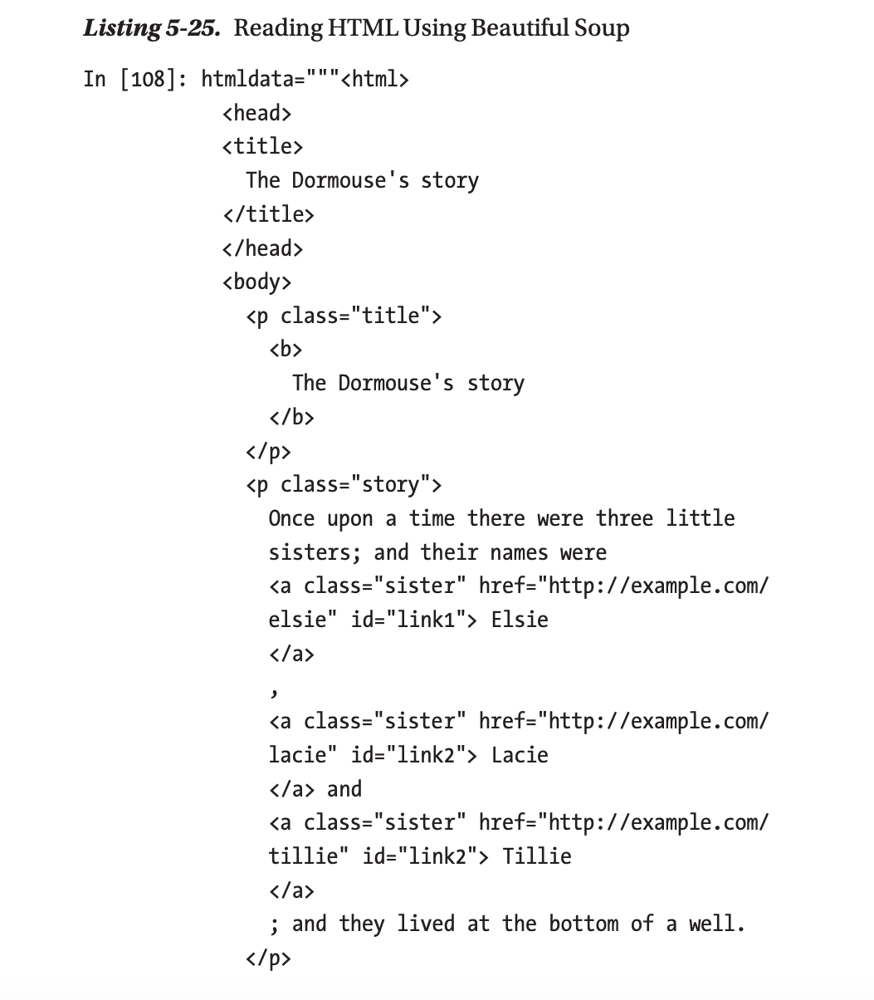 Listing 5-25. Reading HTML Using Beautiful Soup
In [108]: htmldata="""<html>
<head>
<title>
The Dormouse's story
</title>
</head>
<body>
<p class="title">
<b>
The Dormouse's story
</b>
</p>
<p class="story">
Once upon a time there were three little
sisters; and their names were
<a class="sister" href="http://example.com/
elsie" id="link1"> Elsie
</a>
,
<a class="sister" href="http://example.com/
lacie" id="link2"> Lacie
</a> and
<a class="sister" href="http://example.com/
tillie" id="link2"> Tillie
</a>
; and they lived at the bottom of a well.
</p>